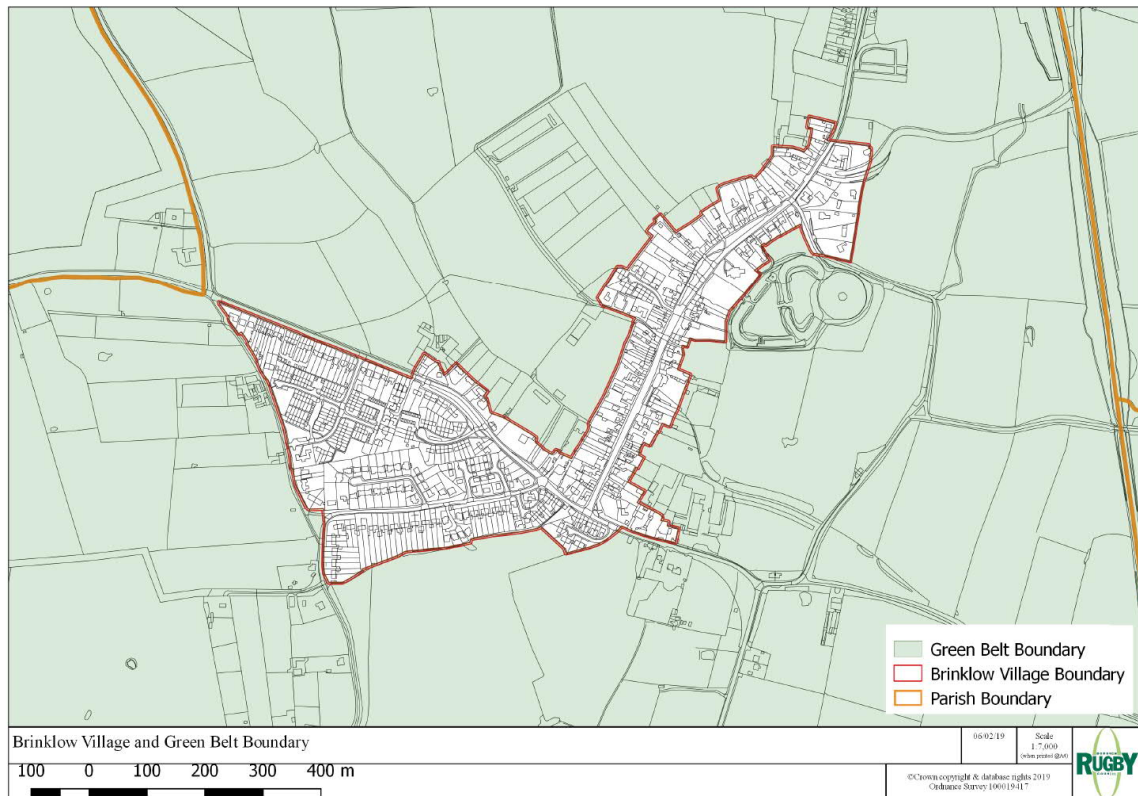 Green Belt Boundary
Brinklow Village Boundary
Parish Boundary
Brinklow Village and Green Belt Boundary
100 0 100 200 300 400 m
06/02/19
Scale
1:7,000
(when printed @A4)
©Crown copyright & database rights 2019
Ordnance Survey 100019417
RUGBY